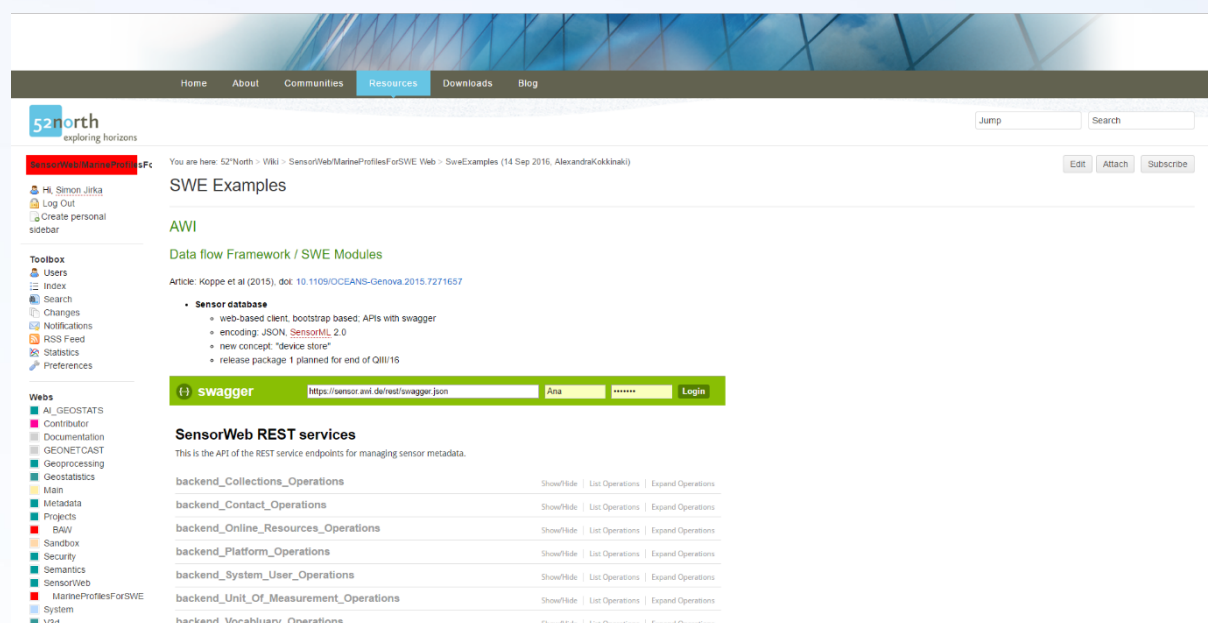 Home About Communities Resources Downloads Blog
52north
exploring horizons
Jump Search
SensorWeb/MarineProfilesFo
You are here: 52°North > Wiki > SensorWeb/MarineProfilesForSWE Web > SweExamples (14 Sep 2016, AlexandraKokkinaki)
Edit Attach Subscribe
Hi, Simon Jirka
Log Out
Create personal
sidebar
Toolbox
Users
Index
Search
Changes
Notifications
RSS Feed
Statistics
Preferences
Webs
AI_GEOSTATS
Contributor
Documentation
GEONETCAST
Geoprocessing
Geostatistics
Main
Metadata
Projects
BAW
Sandbox
Security
Semantics
SensorWeb
MarineProfilesForSWE
System
V3d
SWE Examples
AWI
Data flow Framework / SWE Modules
Article: Koppe et al (2015), doi: 10.1109/OCEANS-Genova.2015.7271657
• Sensor database
web-based client, bootstrap based; APIs with swagger
encoding: JSON, SensorML 2.0
new concept: "device store"
release package 1 planned for end of QIII/16
{··} swagger https://sensor.awi.de/rest/swagger.json Ana ••••••• Login
SensorWeb REST services
This is the API of the REST service endpoints for managing sensor metadata.
backend_Collections_Operations Show/Hide | List Operations | Expand Operations
backend_Contact_Operations Show/Hide | List Operations | Expand Operations
backend_Online_Resources_Operations Show/Hide | List Operations | Expand Operations
backend_Platform_Operations Show/Hide | List Operations | Expand Operations
backend_System_User_Operations Show/Hide | List Operations | Expand Operations
backend_Unit_Of_Measurement_Operations Show/Hide | List Operations | Expand Operations
backend_Vocabluary_Operations Show/Hide | List Operations | Expand Operations